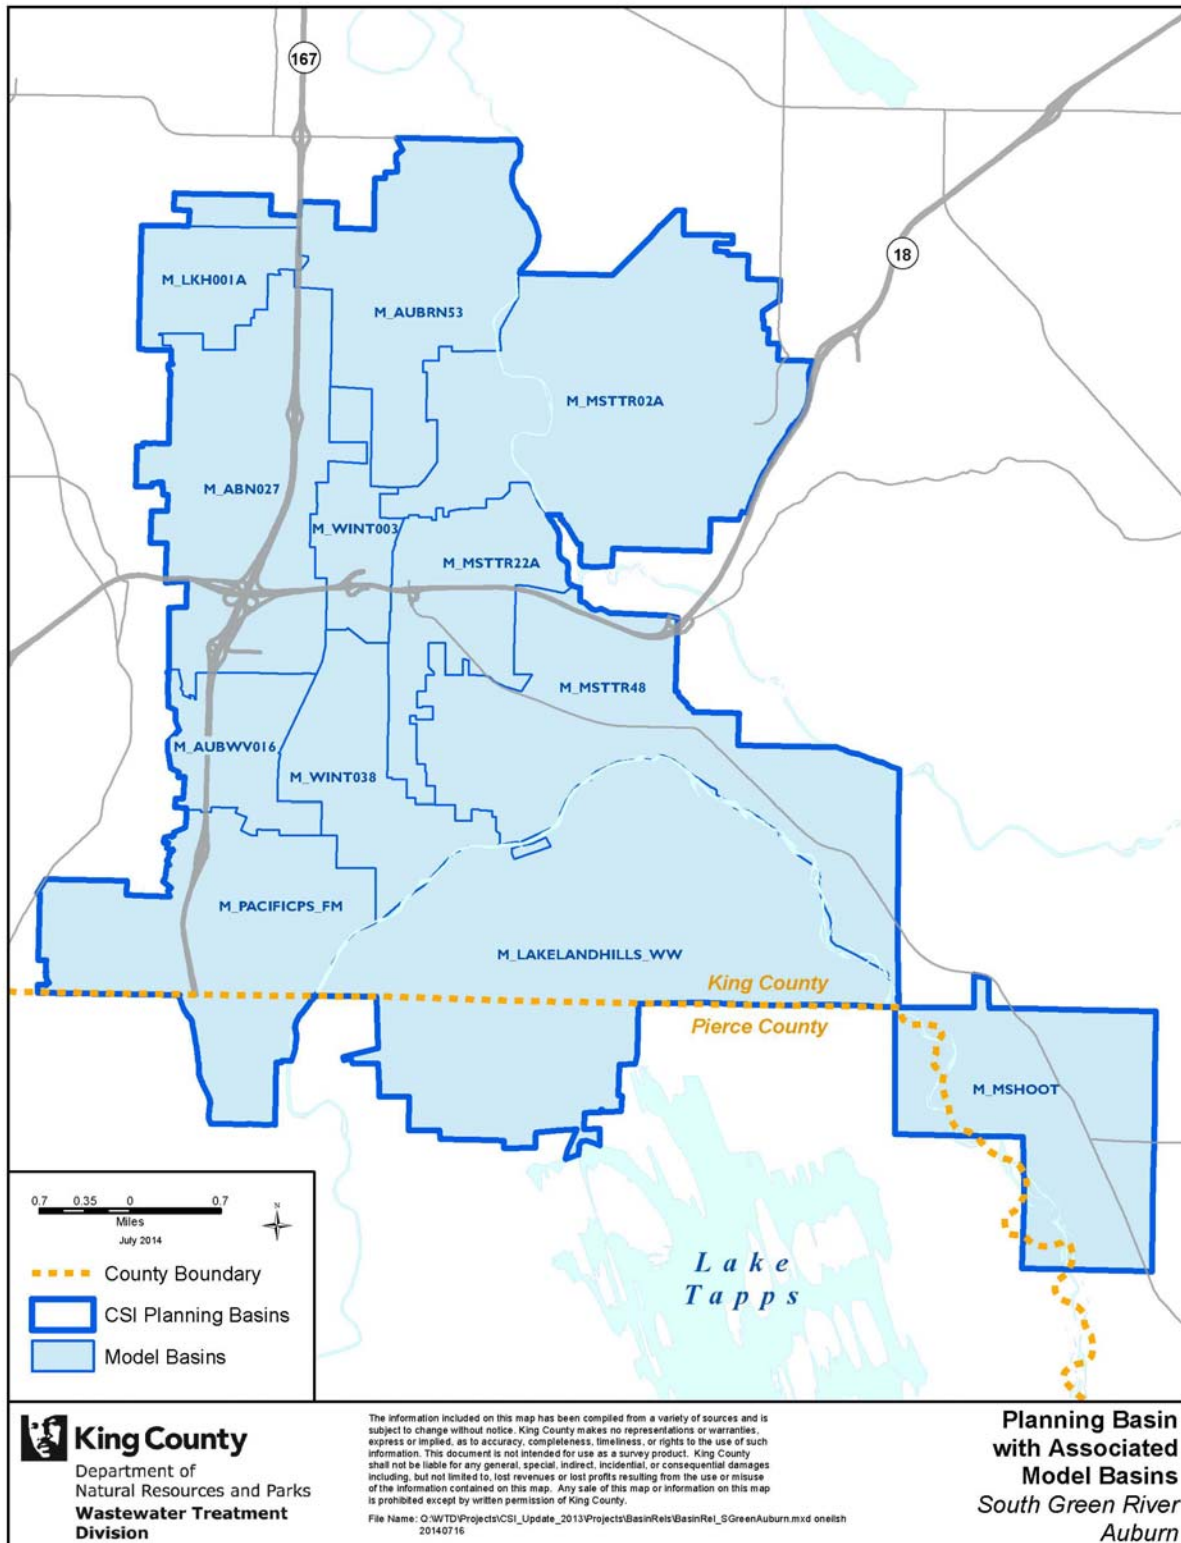 167
18
M_LKH001A
M_AUBRN53
M_MSTTR02A
M_ABN027
M_WINT003
M_MSTTR22A
M_MSTTR48
M_AUBWV016
M_WINT038
M_PACIFICPS_FM
M_LAKELANDHILLS_WW
King County
Pierce County
M_MSHOOT
Lake
Tapps
0.7 0.35 0 0.7
Miles
July 2014
N
County Boundary
CSI Planning Basins
Model Basins
King County
Department of
Natural Resources and Parks
Wastewater Treatment
Division
The information included on this map has been compiled from a variety of sources and is
subject to change without notice. King County makes no representations or warranties,
express or implied, as to accuracy, completeness, timeliness, or rights to the use of such
information. This document is not intended for use as a survey product. King County
shall not be liable for any general, special, indirect, incidental, or consequential damages
including, but not limited to, lost revenues or lost profits resulting from the use or misuse
of the information contained on this map. Any sale of this map or information on this map
is prohibited except by written permission of King County.
File Name: Q:\WTD\Projects\CSI_Update_2013\Projects\BasinRels\BasinRel_SGreenAuburn.mxd oneilsh
20140716
Planning Basin
with Associated
Model Basins
South Green River
Auburn